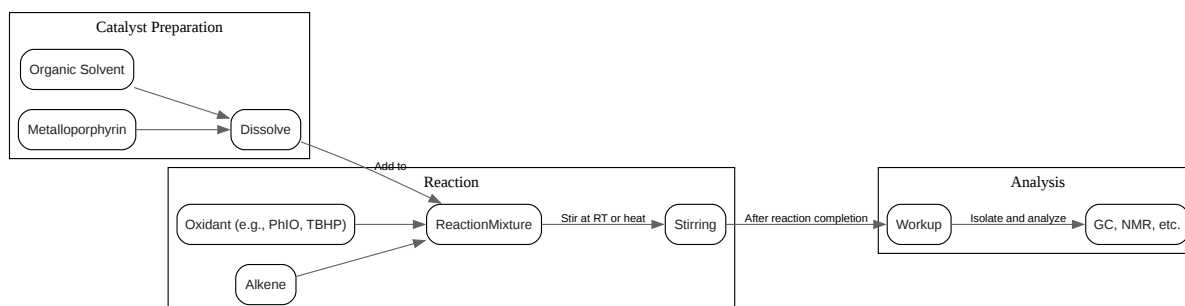 Catalyst Preparation
Organic Solvent
Metalloporphyrin
Dissolve
Add to
Reaction
Oxidant (e.g., PhIO, TBHP)
Alkene
ReactionMixture
Stir at RT or heat
Stirring
After reaction completion
Analysis
Workup
Isolate and analyze
GC, NMR, etc.